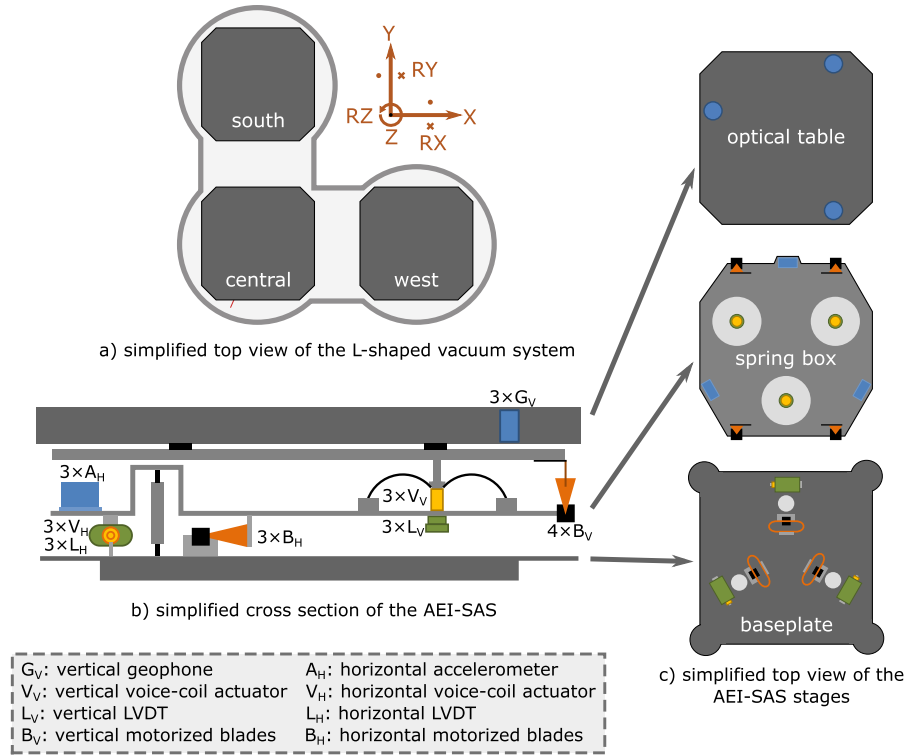 Y
RY
RZ
X
Z
RX
south
central
west
a) simplified top view of the L-shaped vacuum system
optical table
spring box
baseplate
3×G_V
3×A_H
3×V_V
3×V_H
3×L_H
3×B_H
3×L_V
4×B_V
b) simplified cross section of the AEI-SAS
c) simplified top view of the
AEI-SAS stages
G_V: vertical geophone
A_H: horizontal accelerometer
V_V: vertical voice-coil actuator
V_H: horizontal voice-coil actuator
L_V: vertical LVDT
L_H: horizontal LVDT
B_V: vertical motorized blades
B_H: horizontal motorized blades